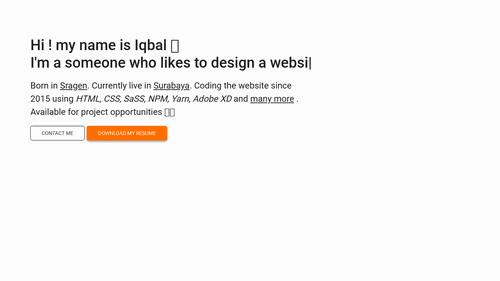 Hi ! my name is Iqbal
I'm a someone who likes to design a websi|
Born in Sragen. Currently live in Surabaya. Coding the website since
2015 using HTML, CSS, SaSS, NPM, Yarn, Adobe XD and many more .
Available for project opportunities
CONTACT ME
DOWNLOAD MY RESUME